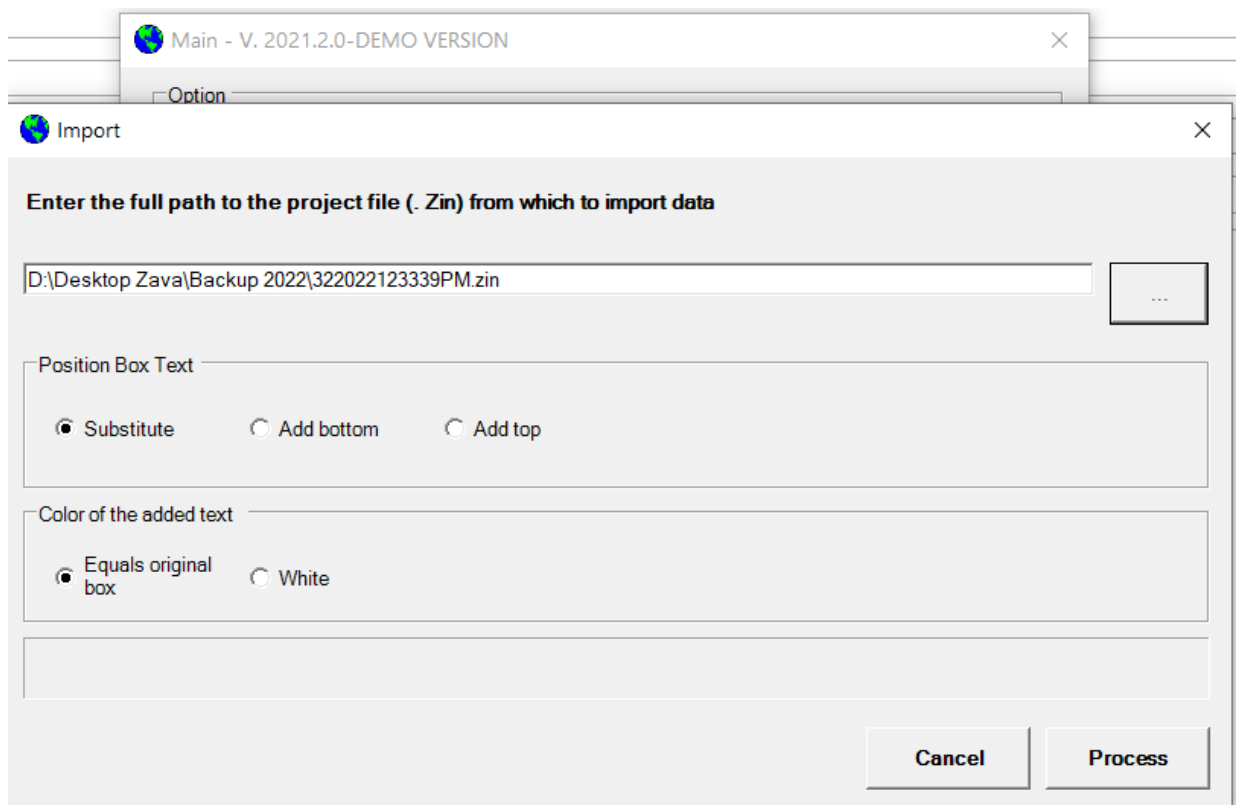 Main - V. 2021.2.0-DEMO VERSION
Option
Import
Enter the full path to the project file (. Zin) from which to import data
D:\Desktop Zava\Backup 2022\322022123339PM.zin
...
Position Box Text
Substitute
Add bottom
Add top
Color of the added text
Equals original
box
White
Cancel
Process